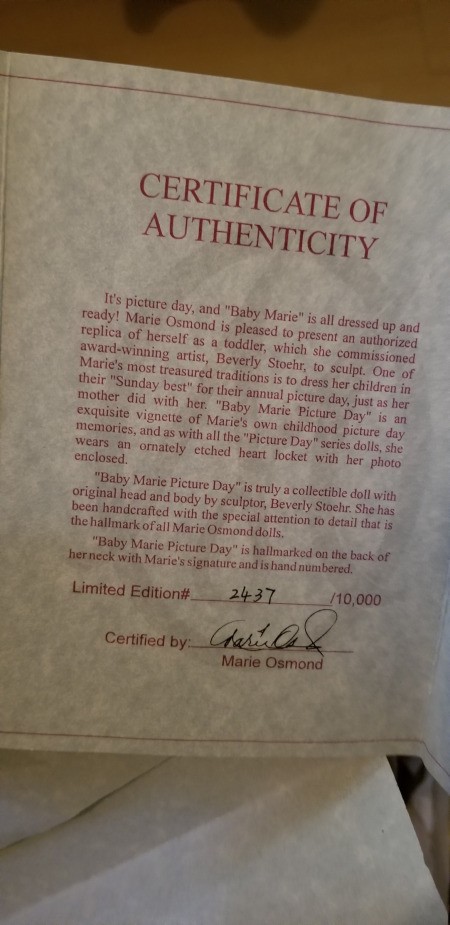 CERTIFICATE OF
AUTHENTICITY
It's picture day, and "Baby Marie" is all dressed up and
ready! Marie Osmond is pleased to present an authorized
replica of herself as a toddler, which she commissioned
award-winning artist, Beverly Stoehr, to sculpt. One of
Marie's most treasured traditions is to dress her children in
their "Sunday best" for their annual picture day, just as her
mother did with her. "Baby Marie Picture Day" is an
exquisite vignette of Marie's own childhood picture day
memories, and as with all the "Picture Day" series dolls, she
wears an ornately etched heart locket with her photo
enclosed.
"Baby Marie Picture Day" is truly a collectible doll with
original head and body by sculptor, Beverly Stoehr. She has
been handcrafted with the special attention to detail that is
the hallmark of all Marie Osmond dolls.
"Baby Marie Picture Day" is hallmarked on the back of
her neck with Marie's signature and is hand numbered.
Limited Edition# 2437 /10,000
Certified by:
Marie Osmond